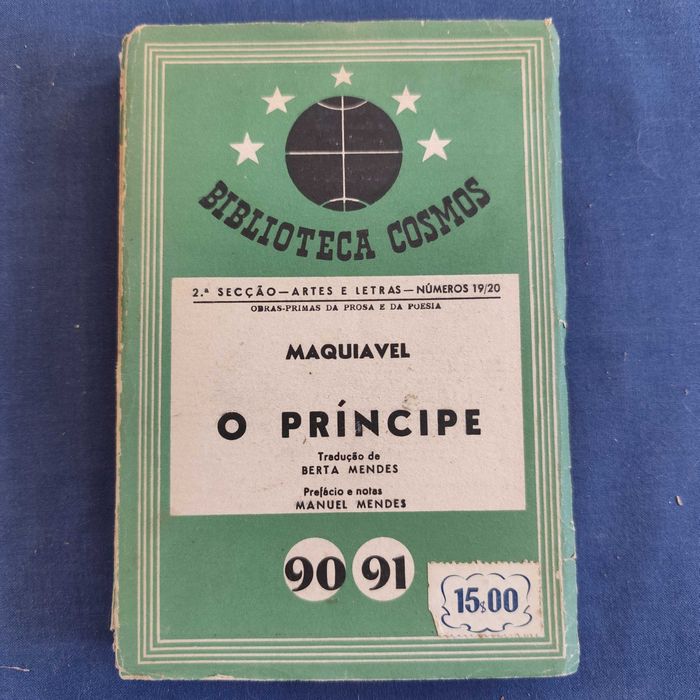 BIBLIOTECA COSMOS
2.ª SECÇÃO — ARTES E LETRAS — NÚMEROS 19/20
OBRAS-PRIMAS DA PROSA E DA POESIA
MAQUIAVEL
O PRÍNCIPE
Tradução de
BERTA MENDES
Prefácio e notas
MANUEL MENDES
90 91
15$00